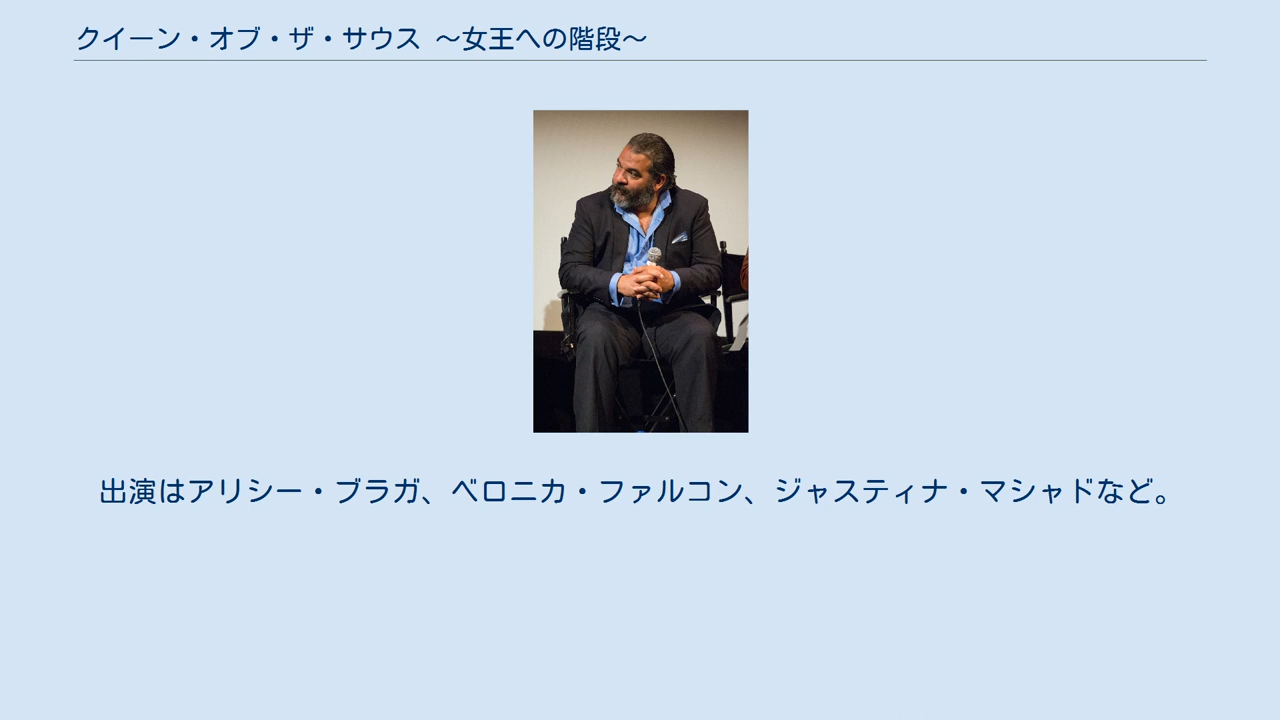 クイーン・オブ・ザ・サウス ～女王への階段～
出演はアリシー・ブラガ、ベロニカ・ファルコン、ジャスティナ・マシャドなど。